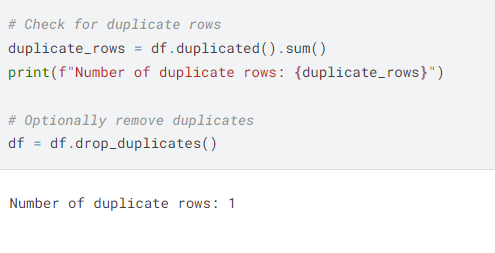 # Check for duplicate rows
duplicate_rows = df.duplicated().sum()
print(f"Number of duplicate rows: {duplicate_rows}")
# Optionally remove duplicates
df = df.drop_duplicates()
Number of duplicate rows: 1